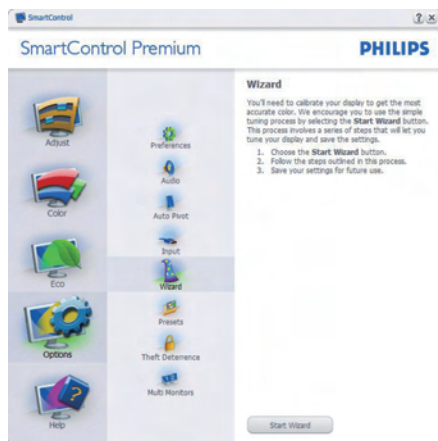 SmartControl
SmartControl Premium
PHILIPS
Adjust
Color
Eco
Options
Help
Preferences
Audio
Auto Pivot
Input
Wizard
Presets
Theft Deterrence
Multi Monitors
Wizard
You'll need to calibrate your display to get the most
accurate color. We encourage you to use the simple
tuning process by selecting the Start Wizard button.
This process involves a series of steps that will let you
tune your display and save the settings.
1. Choose the Start Wizard button.
2. Follow the steps outlined in this process.
3. Save your settings for future use.
Start Wizard